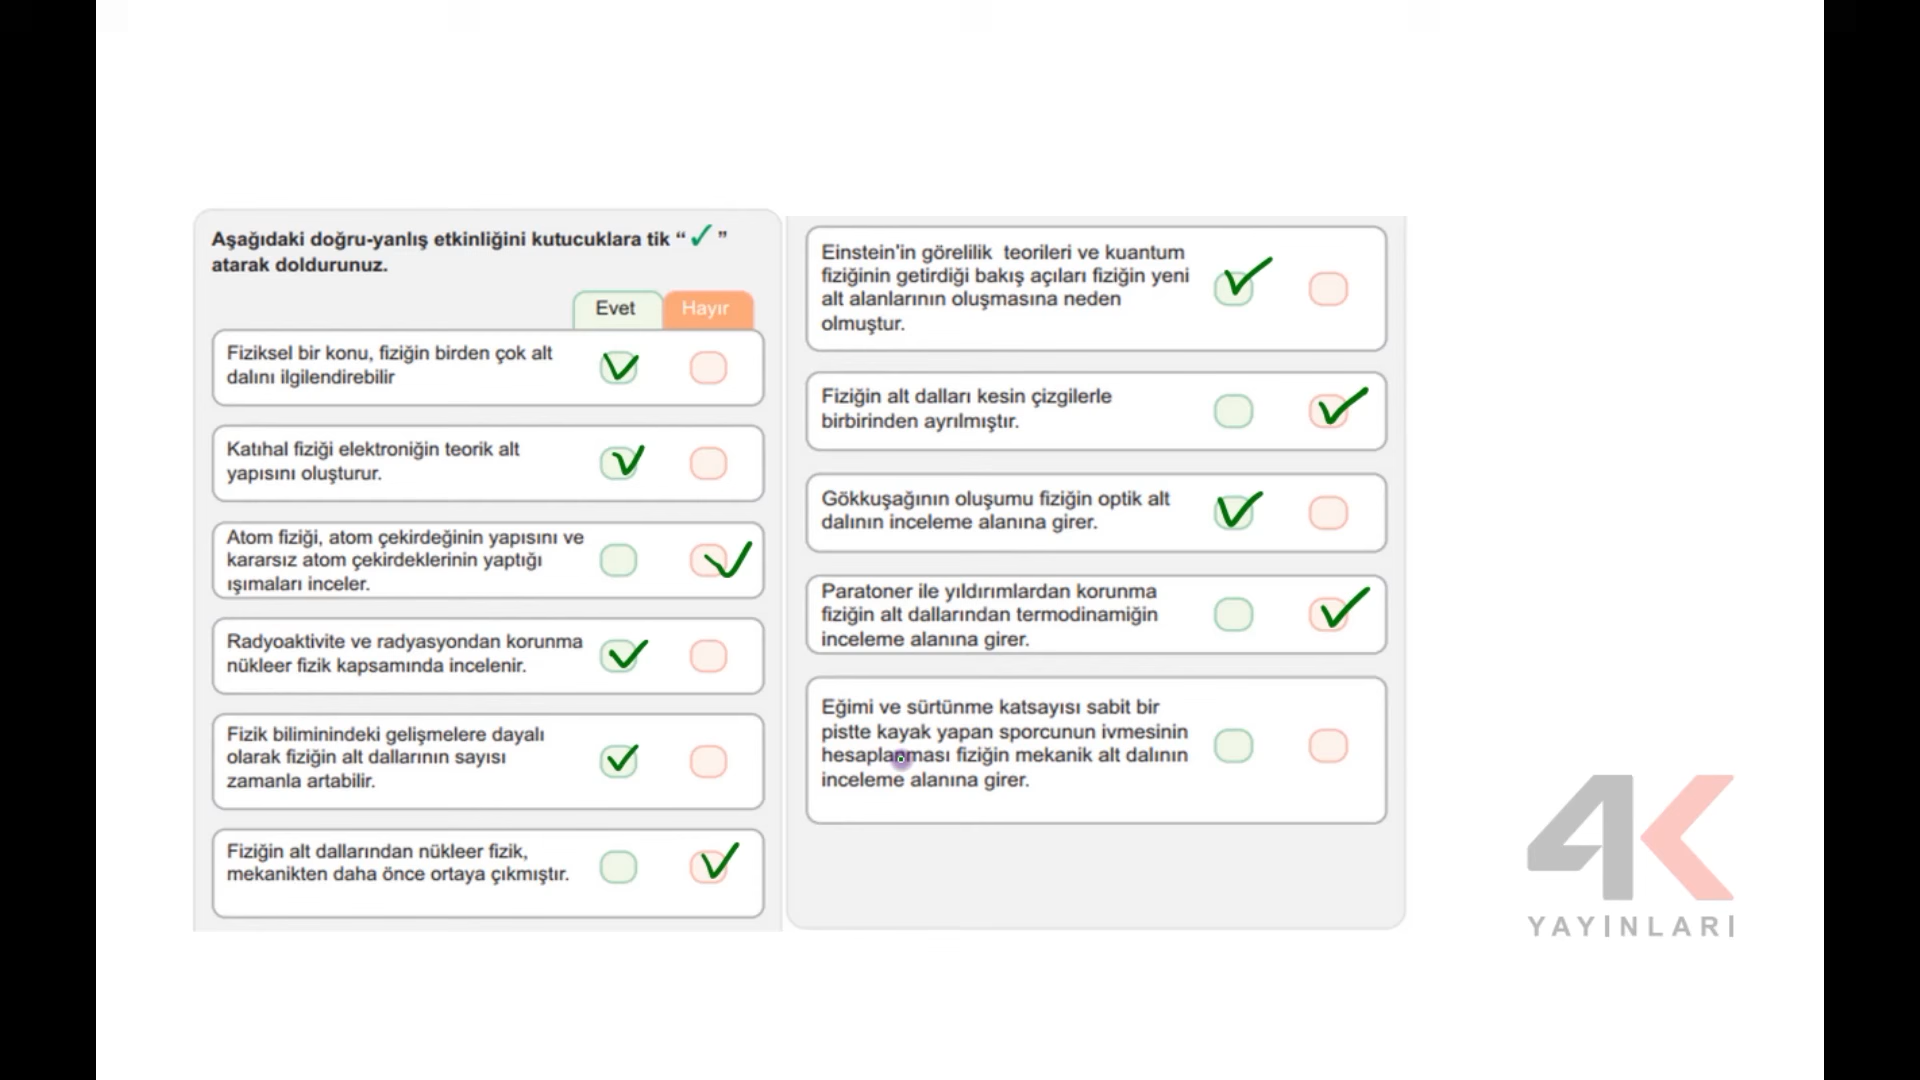 Aşağıdaki doğru-yanlış etkinliğini kutucuklara tik “✓”
atarak doldurunuz.
Evet Hayır
Fiziksel bir konu, fiziğin birden çok alt
dalını ilgilendirebilir
Katıhal fiziği elektroniğin teorik alt
yapısını oluşturur.
Atom fiziği, atom çekirdeğinin yapısını ve
kararsız atom çekirdeklerinin yaptığı
ışımaları inceler.
Radyoaktivite ve radyasyondan korunma
nükleer fizik kapsamında incelenir.
Fizik biliminindeki gelişmelere dayalı
olarak fiziğin alt dallarının sayısı
zamanla artabilir.
Fiziğin alt dallarından nükleer fizik,
mekanikten daha önce ortaya çıkmıştır.
Einstein'in görelilik teorileri ve kuantum
fiziğinin getirdiği bakış açıları fiziğin yeni
alt alanlarının oluşmasına neden
olmuştur.
Fiziğin alt dalları kesin çizgilerle
birbirinden ayrılmıştır.
Gökkuşağının oluşumu fiziğin optik alt
dalının inceleme alanına girer.
Paratoner ile yıldırımlardan korunma
fiziğin alt dallarından termodinamiğin
inceleme alanına girer.
Eğimi ve sürtünme katsayısı sabit bir
pistte kayak yapan sporcunun ivmesinin
hesaplanması fiziğin mekanik alt dalının
inceleme alanına girer.
4K
YAYINLARI